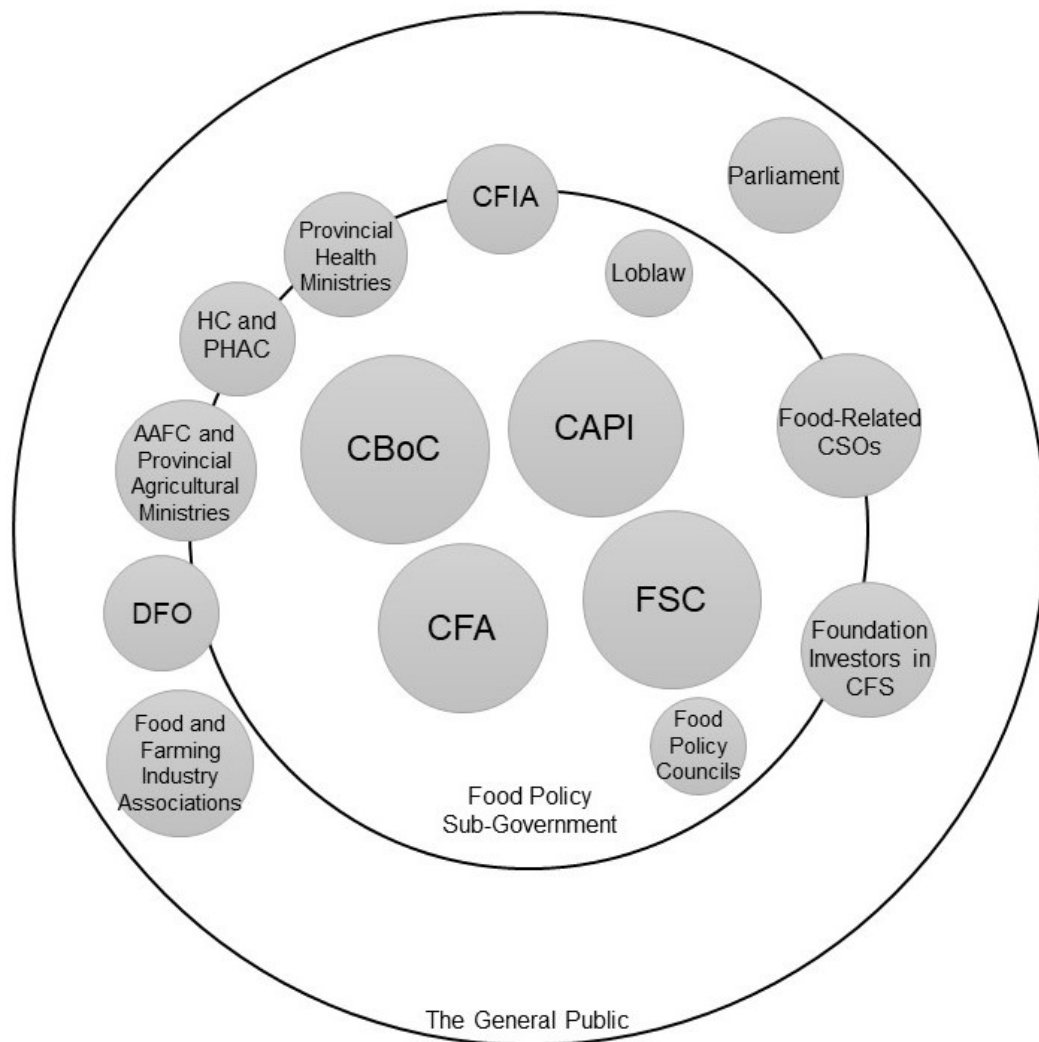 Parliament
CFIA
Provincial
Health
Ministries
Loblaw
HC and
PHAC
AAFC and
Provincial
Agricultural
Ministries
CBoC
CAPI
Food-Related
CSOs
DFO
CFA
FSC
Foundation
Investors in
CFS
Food and
Farming
Industry
Associations
Food
Policy
Councils
Food Policy
Sub-Government
The General Public